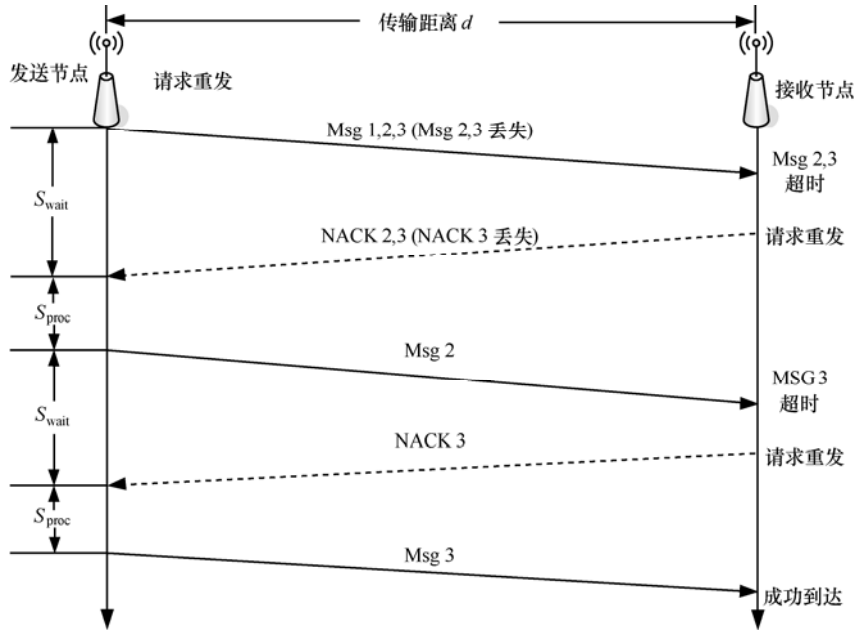 传输距离 d
发送节点
请求重发
接收节点
Msg 1,2,3 (Msg 2,3 丢失)
Msg 2,3
超时
S_wait
NACK 2,3 (NACK 3 丢失)
请求重发
S_proc
Msg 2
MSG 3
超时
S_wait
NACK 3
请求重发
S_proc
Msg 3
成功到达